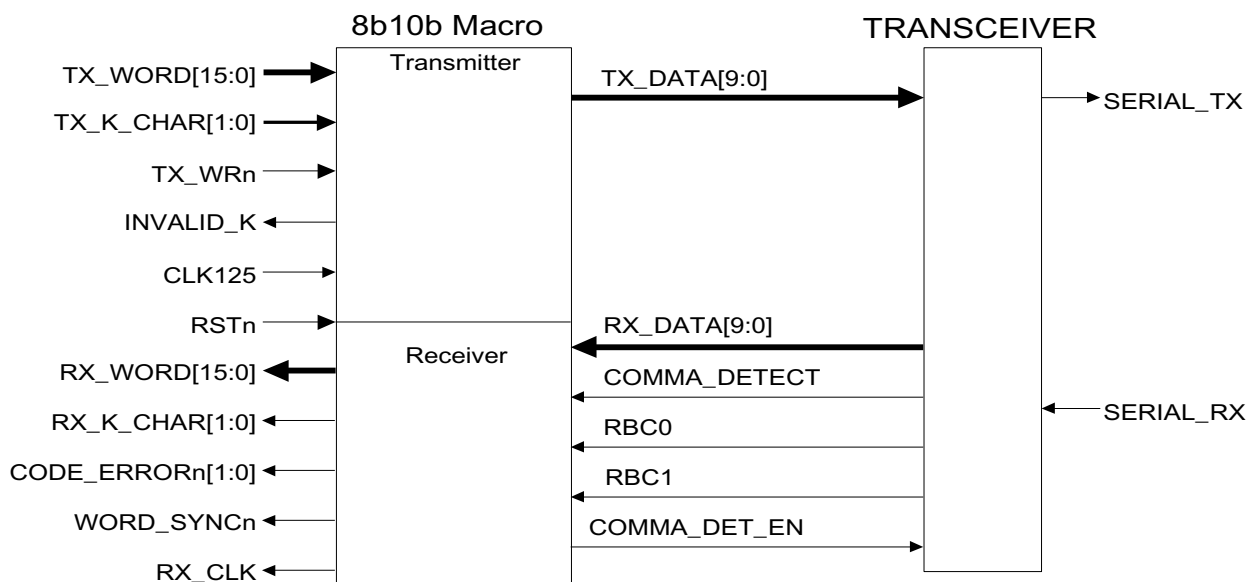 8b10b Macro
TRANSCEIVER
Transmitter
TX_WORD[15:0]
TX_DATA[9:0]
SERIAL_TX
TX_K_CHAR[1:0]
TX_WRn
INVALID_K
CLK125
RSTn
RX_DATA[9:0]
Receiver
RX_WORD[15:0]
COMMA_DETECT
RX_K_CHAR[1:0]
RBC0
SERIAL_RX
CODE_ERRORn[1:0]
RBC1
WORD_SYNCn
COMMA_DET_EN
RX_CLK